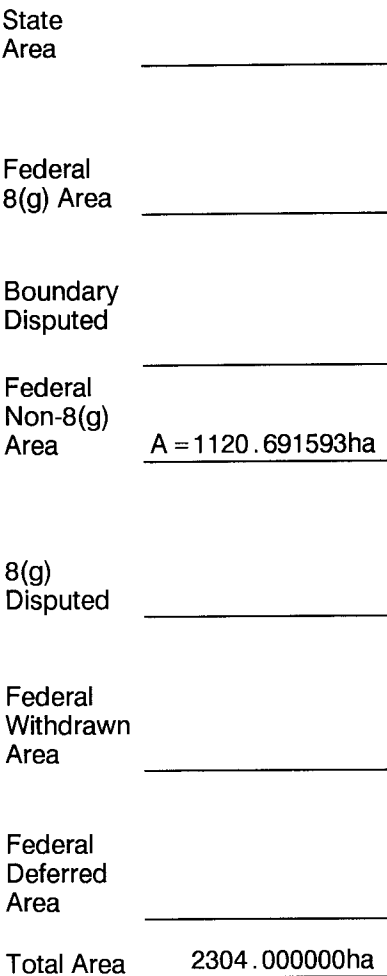 State
Area
Federal
8(g) Area
Boundary
Disputed
Federal
Non-8(g)
Area A = 1120.691593ha
8(g)
Disputed
Federal
Withdrawn
Area
Federal
Deferred
Area
Total Area 2304.000000ha